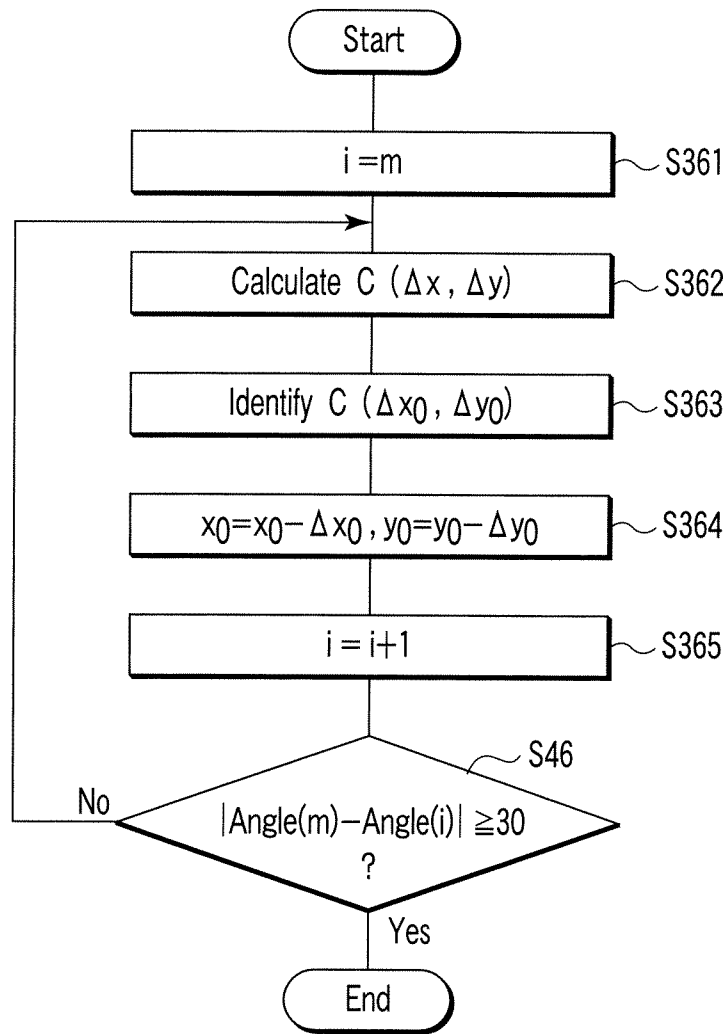 Start
i=m
S361
Calculate C (Δx, Δy)
S362
Identify C (Δx₀, Δy₀)
S363
x₀=x₀-Δx₀, y₀=y₀-Δy₀
S364
i=i+1
S365
S46
No
|Angle(m)-Angle(i)| ≧30
?
Yes
End